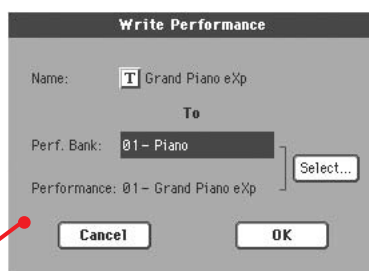 Write Performance
Name: T Grand Piano eXp
To
Perf. Bank: 01- Piano
Select...
Performance: 01- Grand Piano eXp
Cancel OK